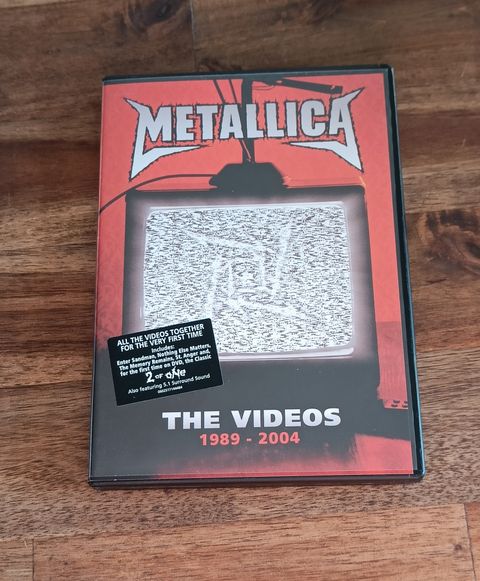 METALLICA
ALL THE VIDEOS TOGETHER
FOR THE VERY FIRST TIME
Includes:
Enter Sandman, Nothing Else Matters,
The Memory Remains, St. Anger and,
for the first time on DVD, the Classic
2 OF ONE
Also featuring 5.1 Surround Sound
THE VIDEOS
1989 - 2004